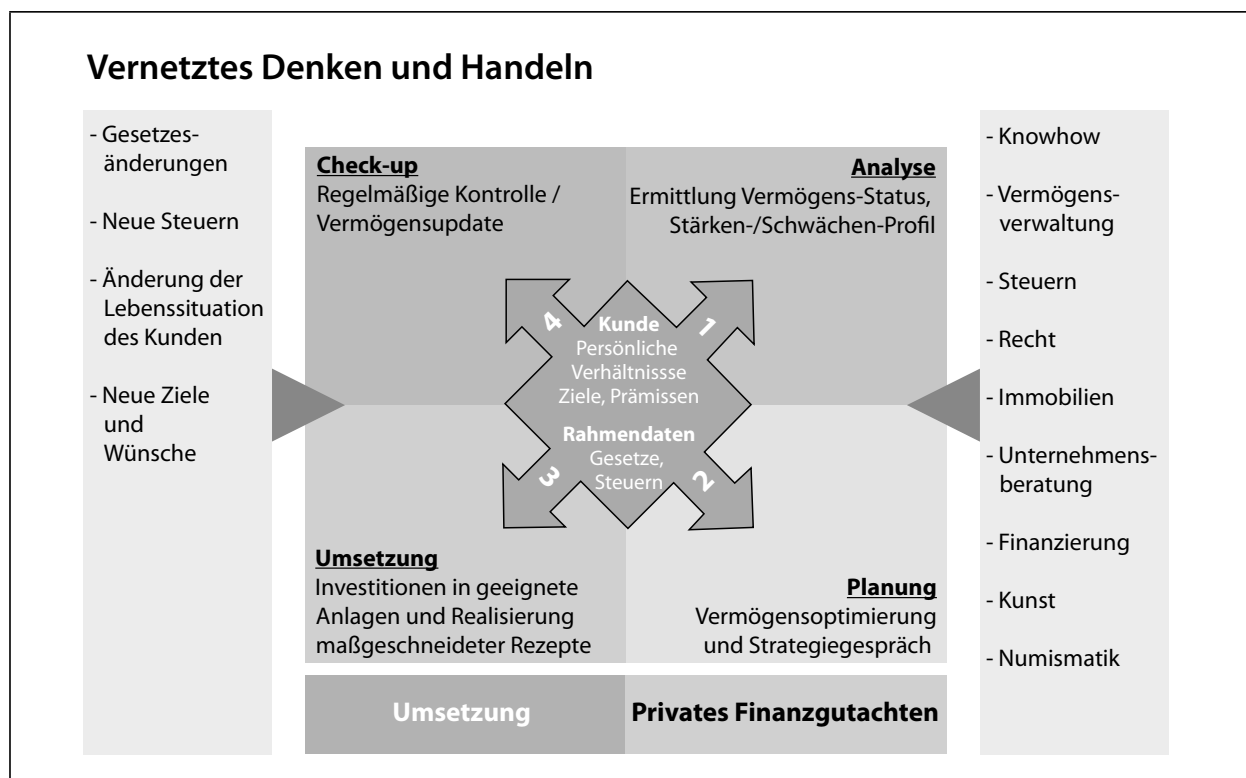 Vernetztes Denken und Handeln
- Gesetzes-
änderungen
- Neue Steuern
- Änderung der
Lebenssituation
des Kunden
- Neue Ziele
und
Wünsche
Check-up
Regelmäßige Kontrolle /
Vermögensupdate
Analyse
Ermittlung Vermögens-Status,
Stärken-/Schwächen-Profil
4
1
Kunde
Persönliche
Verhältnissse
Ziele, Prämissen
Rahmendaten
Gesetze,
Steuern
3
2
Umsetzung
Investitionen in geeignete
Anlagen und Realisierung
maßgeschneideter Rezepte
Planung
Vermögensoptimierung
und Strategiegespräch
Umsetzung
Privates Finanzgutachten
- Knowhow
- Vermögens-
verwaltung
- Steuern
- Recht
- Immobilien
- Unternehmens-
beratung
- Finanzierung
- Kunst
- Numismatik